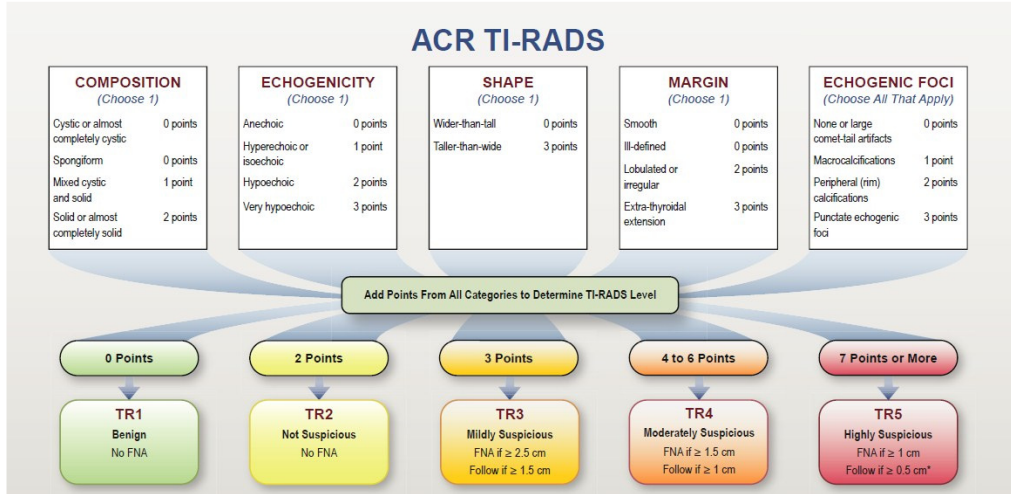 ACR TI-RADS
COMPOSITION
(Choose 1)
Cystic or almost 0 points
completely cystic
Spongiform 0 points
Mixed cystic 1 point
and solid
Solid or almost 2 points
completely solid
ECHOGENICITY
(Choose 1)
Anechoic 0 points
Hyperechoic or 1 point
isoechoic
Hypoechoic 2 points
Very hypoechoic 3 points
SHAPE
(Choose 1)
Wider-than-tall 0 points
Taller-than-wide 3 points
MARGIN
(Choose 1)
Smooth 0 points
Ill-defined 0 points
Lobulated or 2 points
irregular
Extra-thyroidal 3 points
extension
ECHOGENIC FOCI
(Choose All That Apply)
None or large 0 points
comet-tail artifacts
Macrocalcifications 1 point
Peripheral (rim) 2 points
calcifications
Punctate echogenic 3 points
foci
Add Points From All Categories to Determine TI-RADS Level
0 Points
2 Points
3 Points
4 to 6 Points
7 Points or More
TR1
Benign
No FNA
TR2
Not Suspicious
No FNA
TR3
Mildly Suspicious
FNA if ≥ 2.5 cm
Follow if ≥ 1.5 cm
TR4
Moderately Suspicious
FNA if ≥ 1.5 cm
Follow if ≥ 1 cm
TR5
Highly Suspicious
FNA if ≥ 1 cm
Follow if ≥ 0.5 cm*